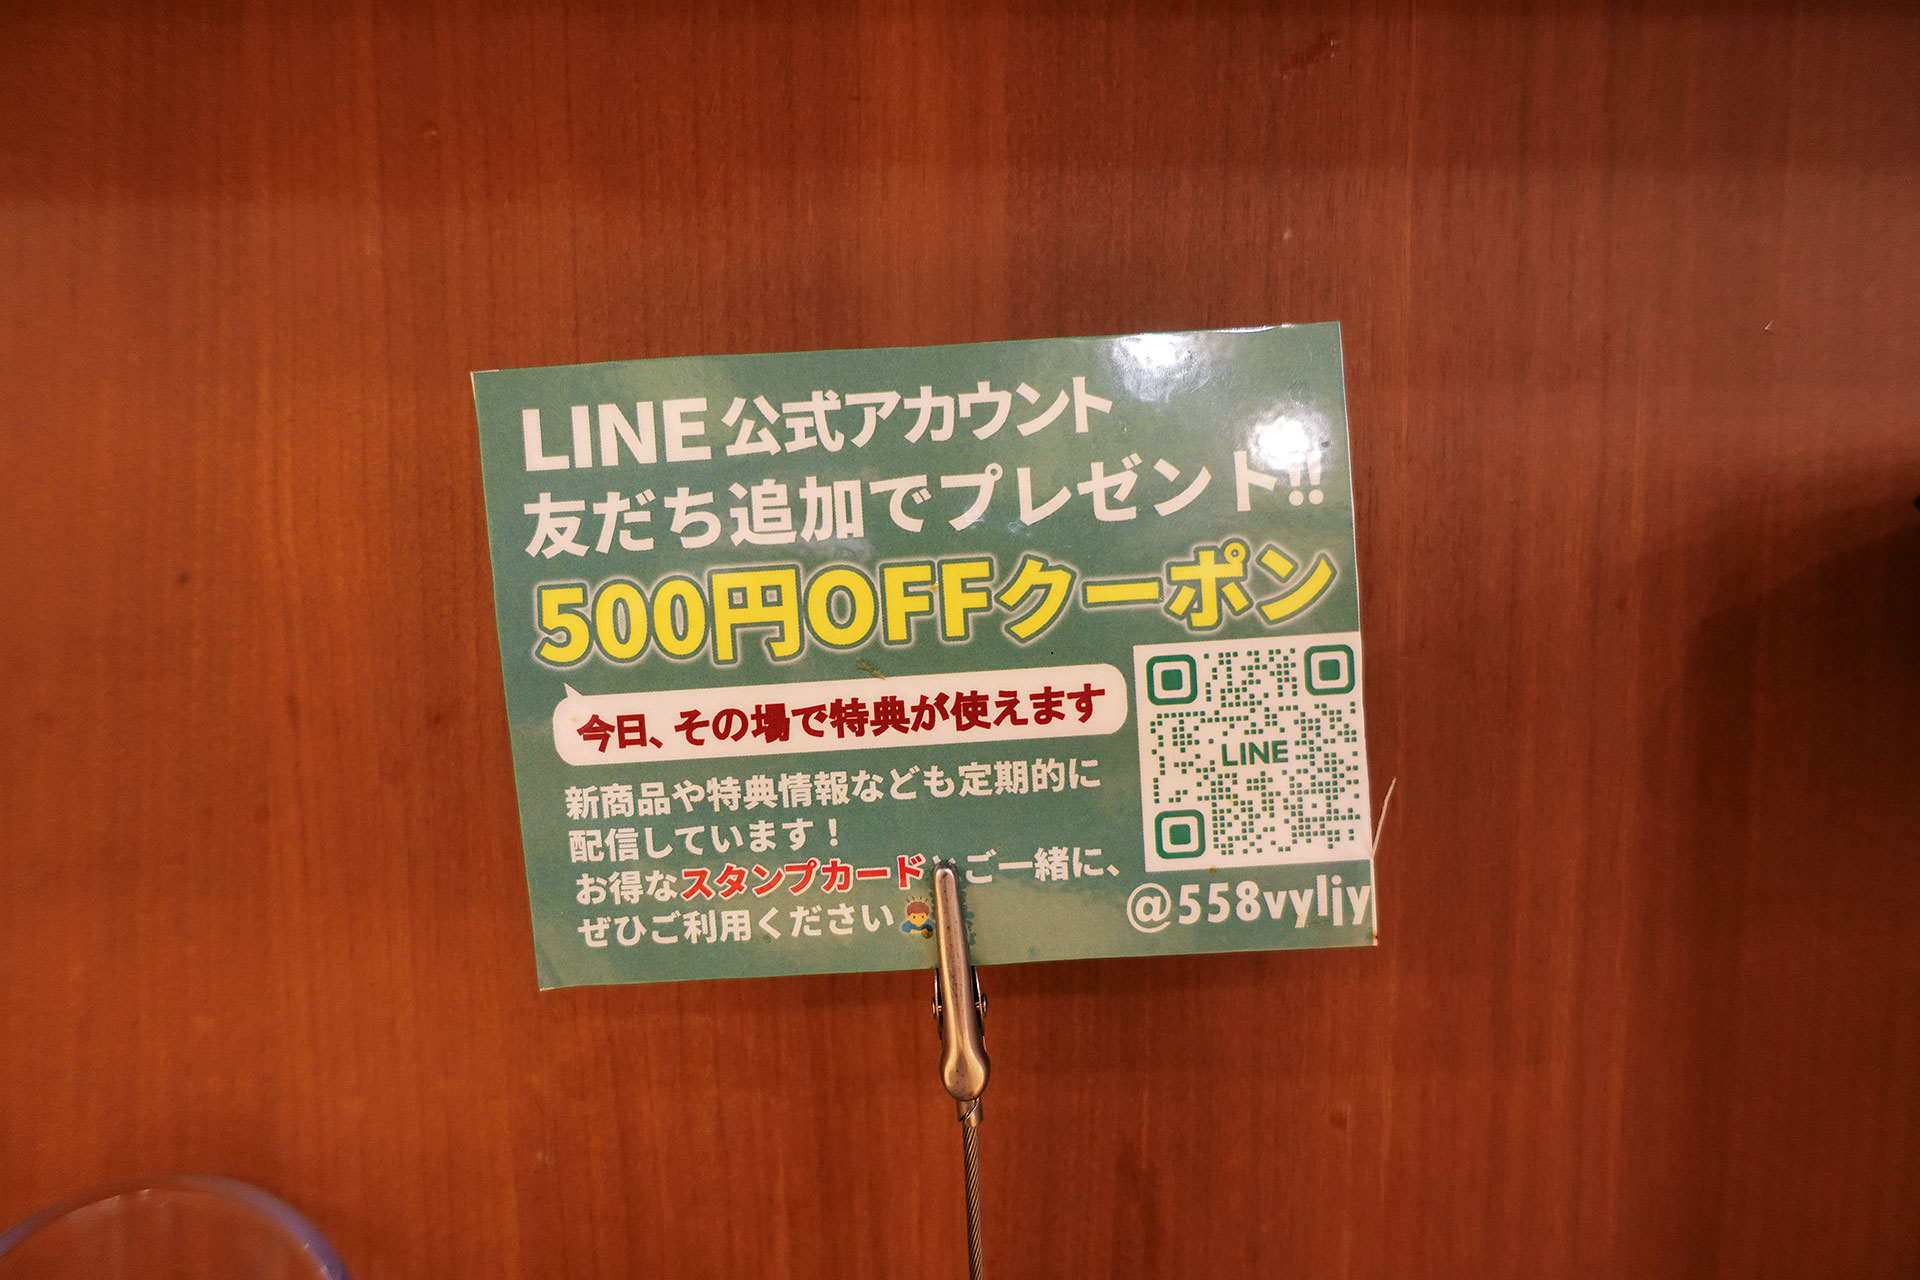 LINE公式アカウント
友だち追加でプレゼント!!
500円OFFクーポン
今日、その場で特典が使えます
新商品や特典情報なども定期的に
配信しています！
お得なスタンプカード ご一緒に、
ぜひご利用ください
LINE
@558vyljy